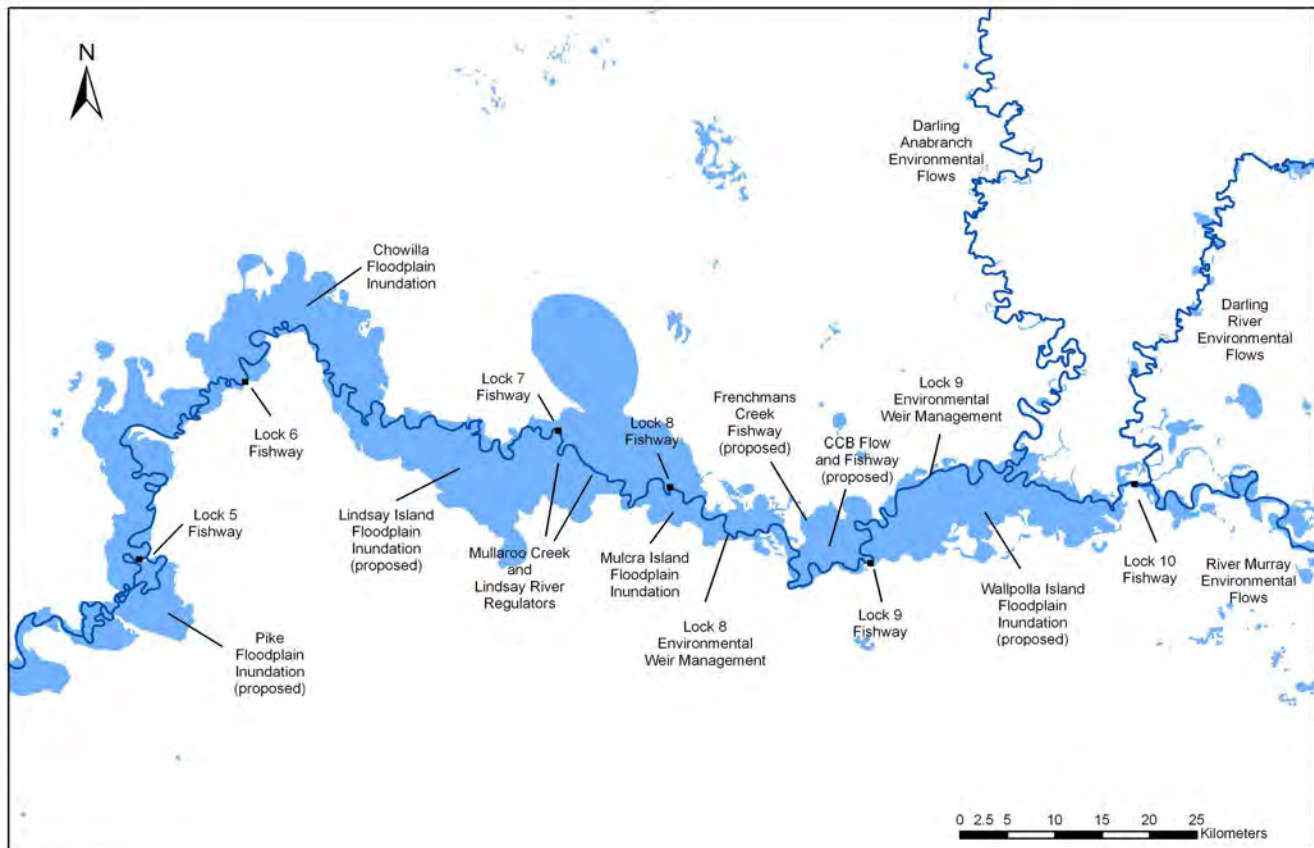 N
Darling
Anabranch
Environmental
Flows
Chowilla
Floodplain
Inundation
Darling
River
Environmental
Flows
Lock 7
Fishway
Lock 6
Fishway
Lock 8
Fishway
Frenchmans
Creek
Fishway
(proposed)
Lock 9
Environmental
Weir Management
CCB Flow
and Fishway
(proposed)
Lock 5
Fishway
Lindsay Island
Floodplain
Inundation
(proposed)
Mullaroo Creek
and
Lindsay River
Regulators
Mulcra Island
Floodplain
Inundation
Lock 8
Environmental
Weir Management
Lock 9
Fishway
Wallpolla Island
Floodplain
Inundation
(proposed)
Lock 10
Fishway
River Murray
Environmental
Flows
Pike
Floodplain
Inundation
(proposed)
0 2.5 5 10 15 20 25
Kilometers